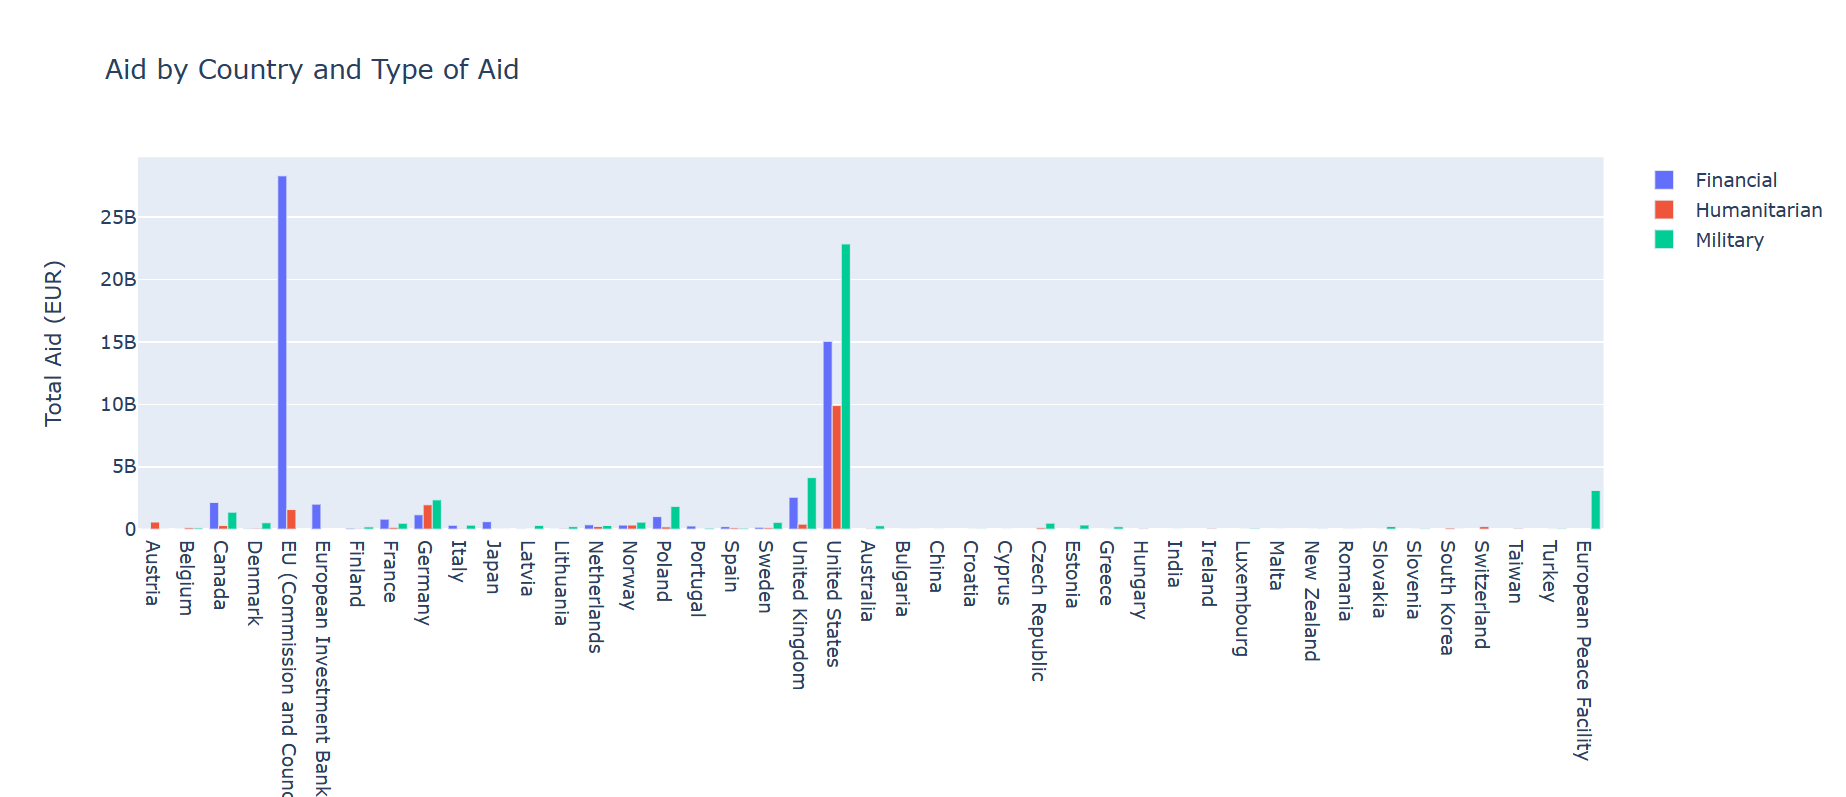 Aid by Country and Type of Aid
Financial
Humanitarian
Military
Total Aid (EUR)
25B
20B
15B
10B
5B
0
Austria
Belgium
Canada
Denmark
EU (Commission and Counc
European Investment Bank
Finland
France
Germany
Italy
Japan
Latvia
Lithuania
Netherlands
Norway
Poland
Portugal
Spain
Sweden
United Kingdom
United States
Australia
Bulgaria
China
Croatia
Cyprus
Czech Republic
Estonia
Greece
Hungary
India
Ireland
Luxembourg
Malta
New Zealand
Romania
Slovakia
Slovenia
South Korea
Switzerland
Taiwan
Turkey
European Peace Facility